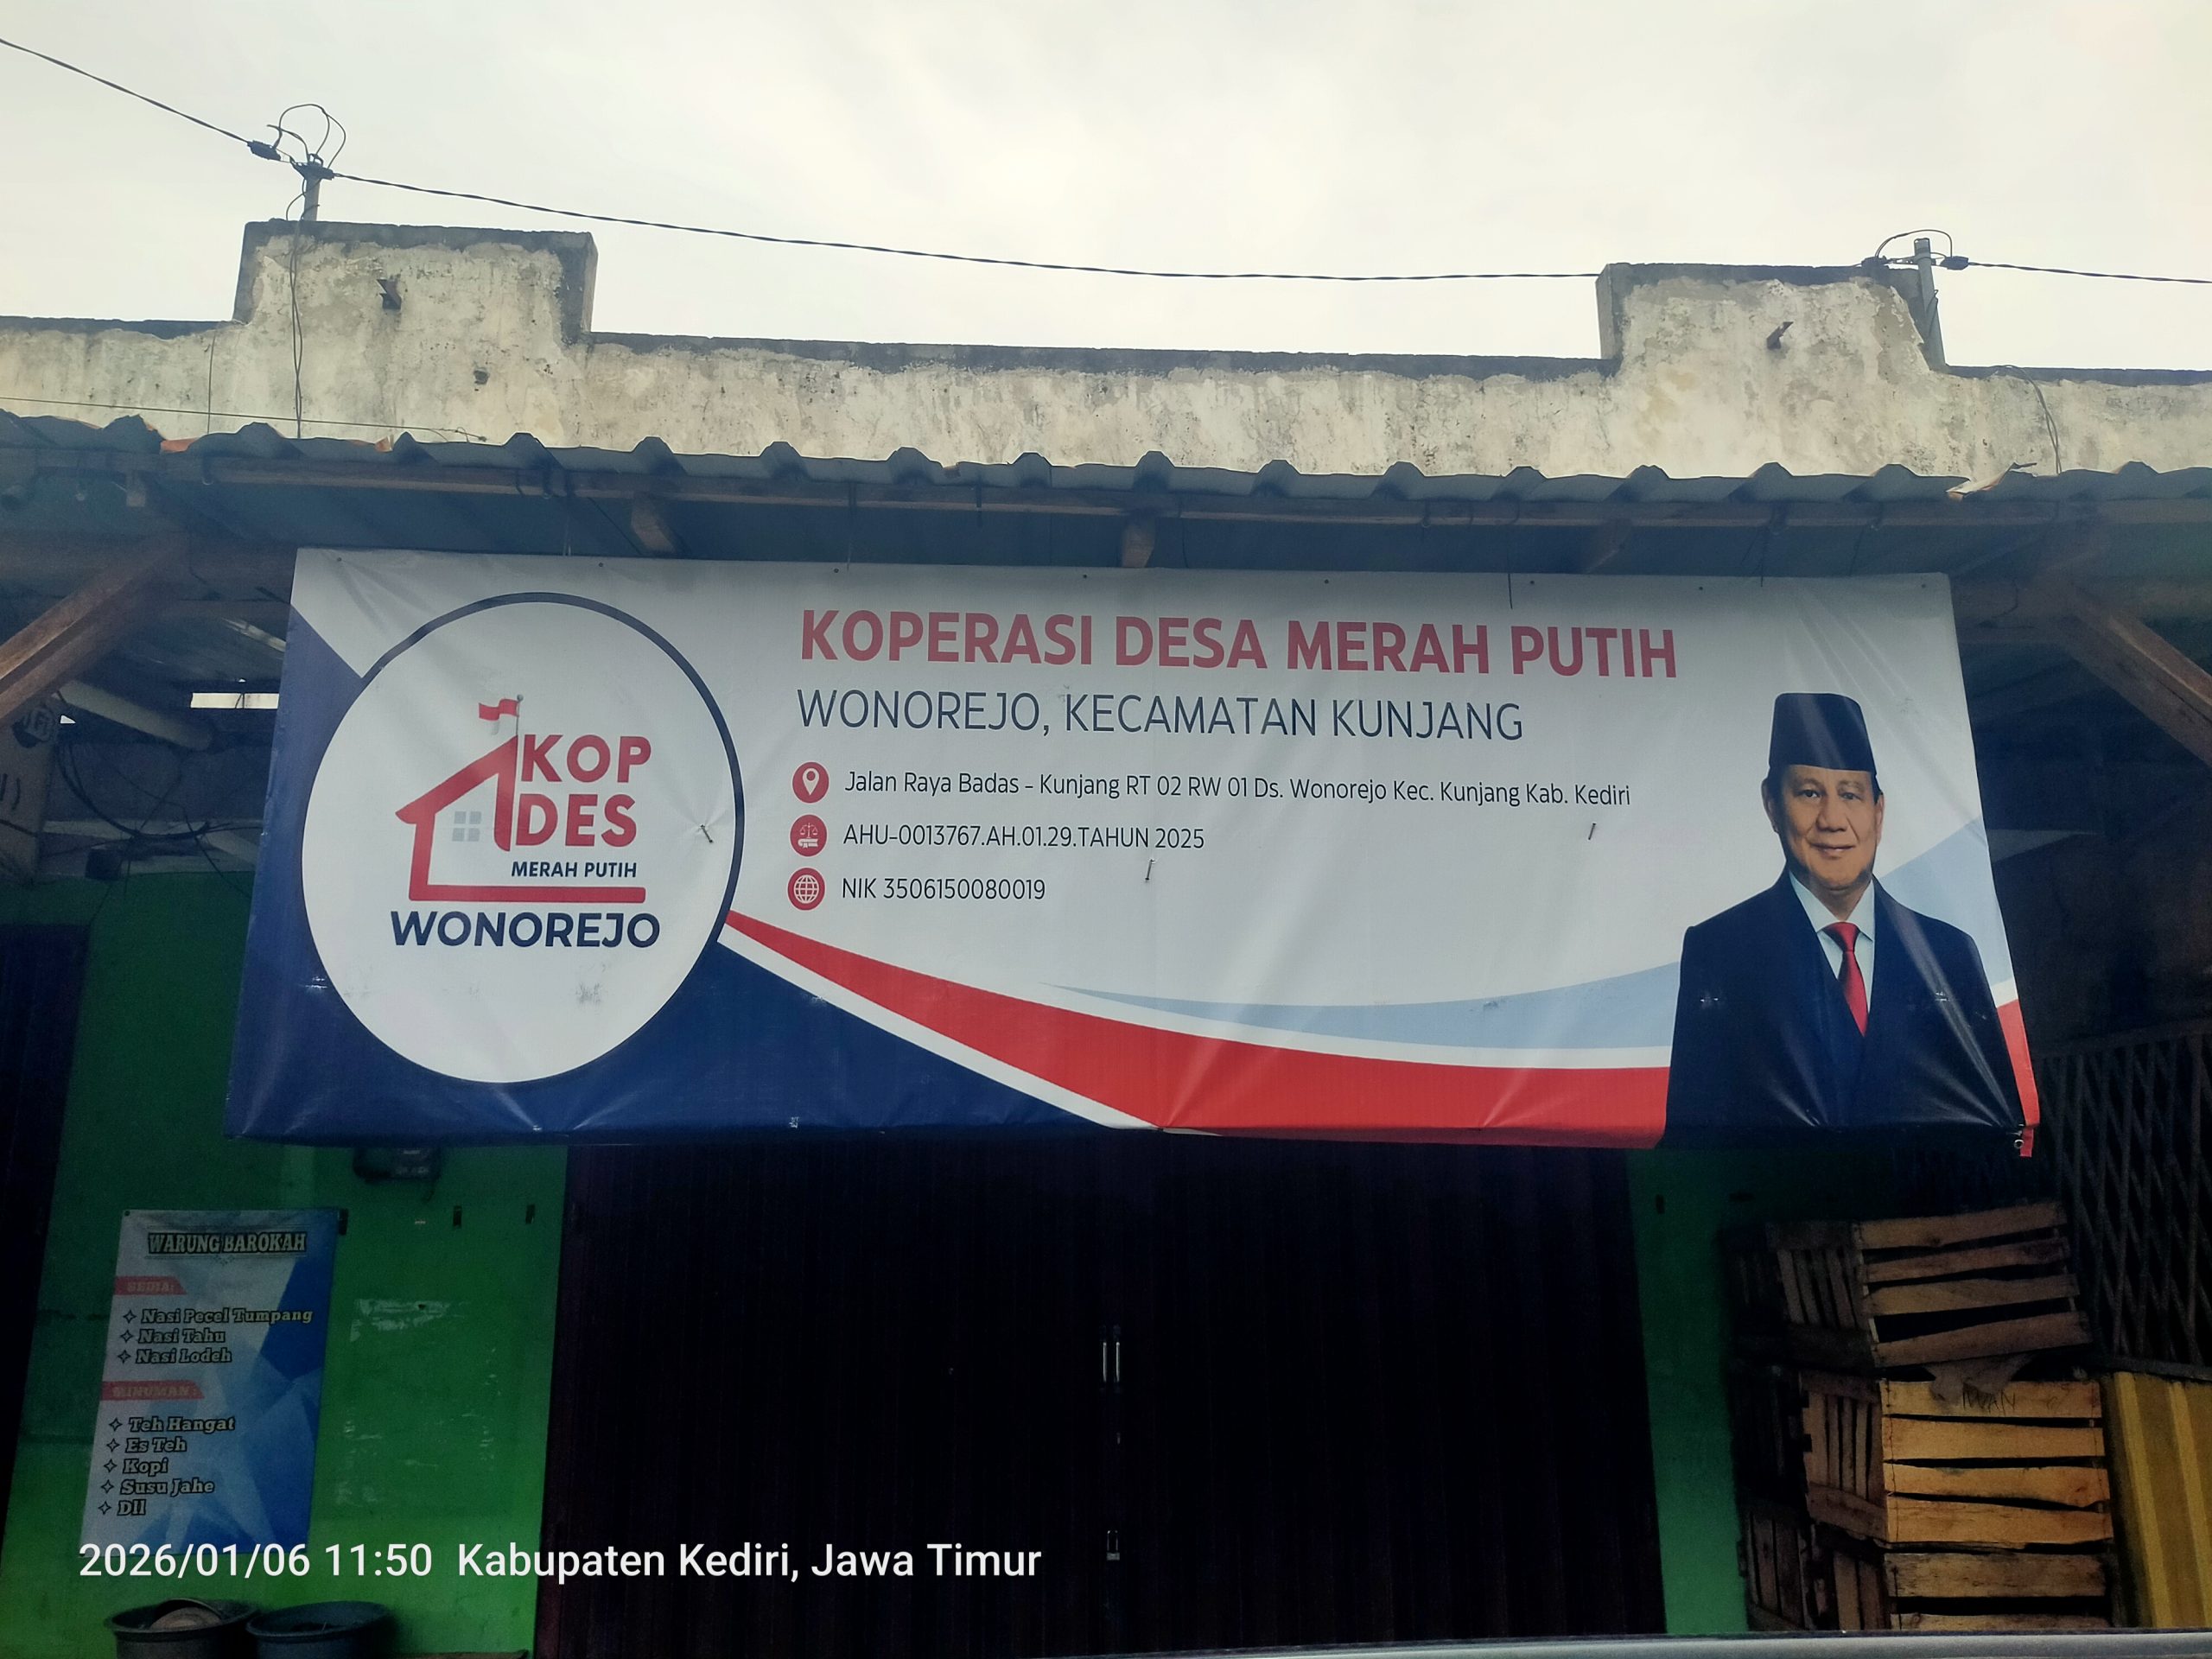 KOPERASI DESA MERAH PUTIH
WONOREJO, KECAMATAN KUNJANG
Jalan Raya Badas - Kunjang RT 02 RW 01 Ds. Wonorejo Kec. Kunjang Kab. Kediri
AHU-0013767.AH.01.29.TAHUN 2025
NIK 3506150080019
KOP
DES
MERAH PUTIH
WONOREJO
WARUNG BAROKAH
SEDIA:
Nasi Pecel Tumpang
Nasi Tahu
Nasi Lodeh
MINUMAN:
Teh Hangat
Es Teh
Kopi
Susu Jahe
Dll
2026/01/06 11:50 Kabupaten Kediri, Jawa Timur